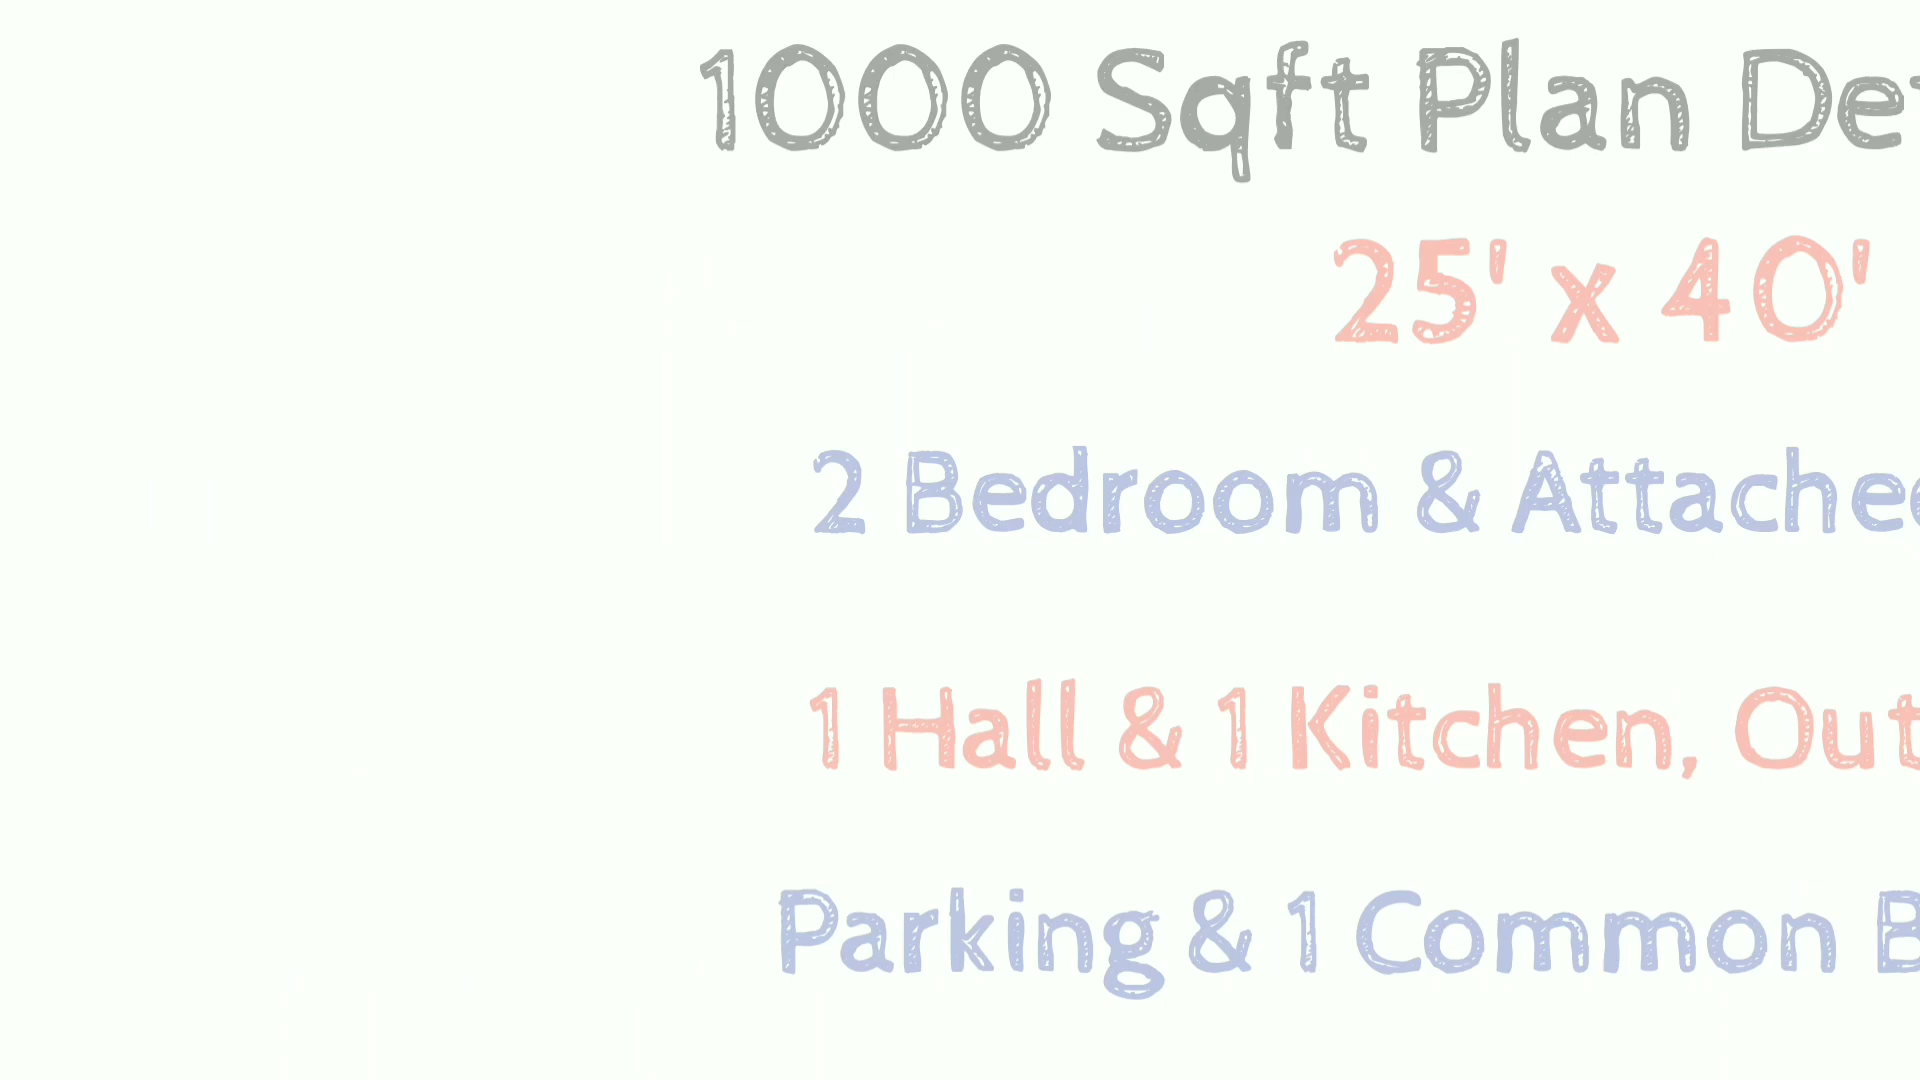 1000 Sqft Plan De
25' x 40'
2 Bedroom & Attache
1 Hall & 1 Kitchen, Out
Parking & 1 Common B